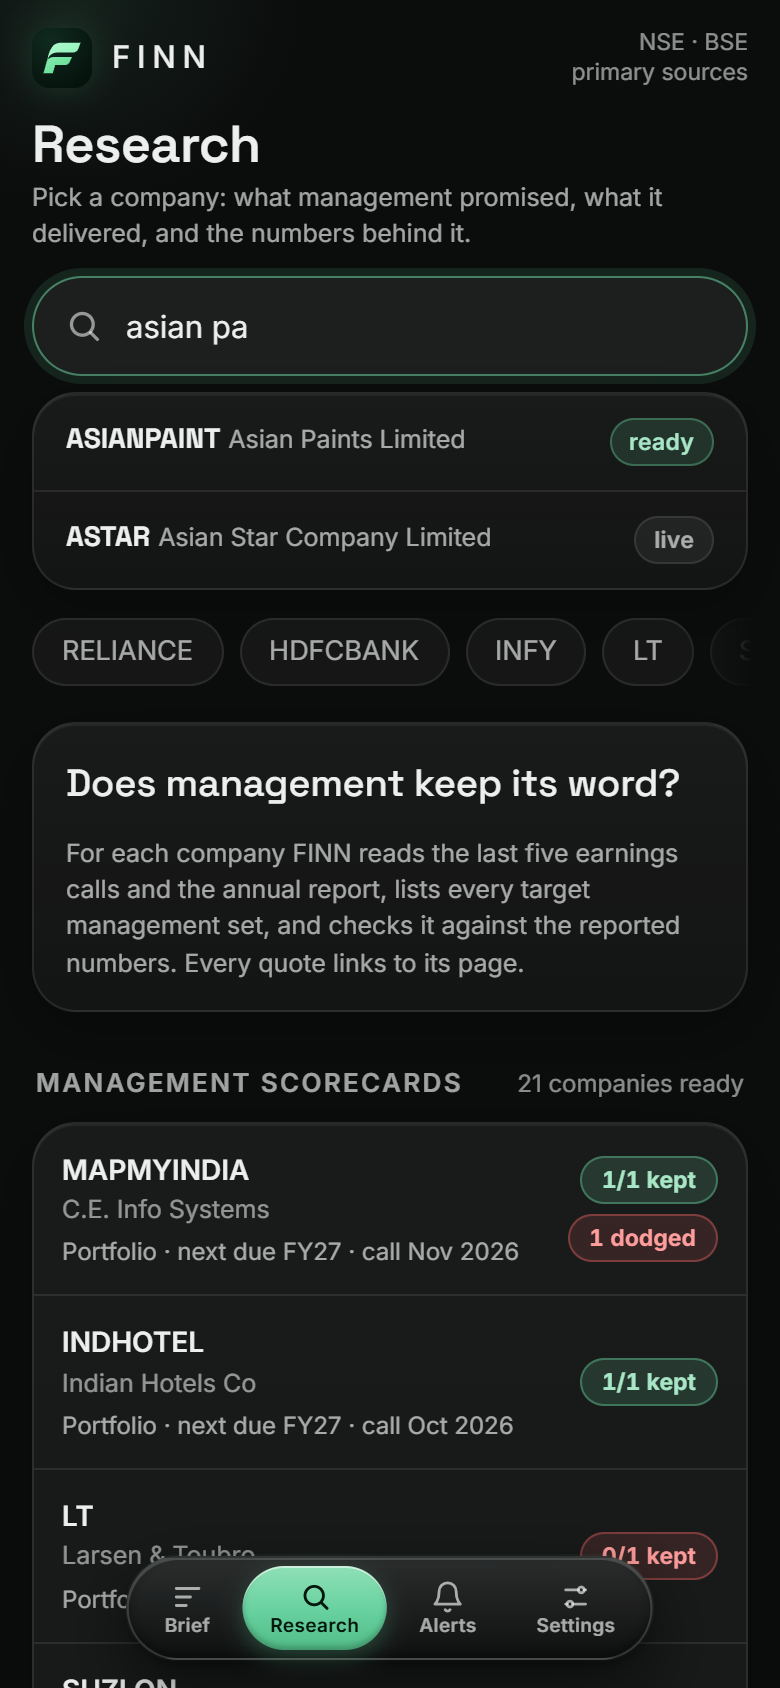 FINN
NSE · BSE
primary sources
Research
Pick a company: what management promised, what it
delivered, and the numbers behind it.
asian pa
ASIANPAINT Asian Paints Limited ready
ASTAR Asian Star Company Limited live
RELIANCE HDFCBANK INFY LT
Does management keep its word?
For each company FINN reads the last five earnings
calls and the annual report, lists every target
management set, and checks it against the reported
numbers. Every quote links to its page.
MANAGEMENT SCORECARDS 21 companies ready
MAPMYINDIA
1/1 kept
C.E. Info Systems
1 dodged
Portfolio · next due FY27 · call Nov 2026
INDHOTEL
Indian Hotels Co
1/1 kept
Portfolio · next due FY27 · call Oct 2026
LT
Larsen & Toubro
0/1 kept
Brief Research Alerts Settings
SUZLON